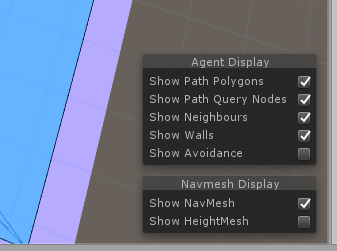 Agent Display
Show Path Polygons
Show Path Query Nodes
Show Neighbours
Show Walls
Show Avoidance
Navmesh Display
Show NavMesh
Show HeightMesh